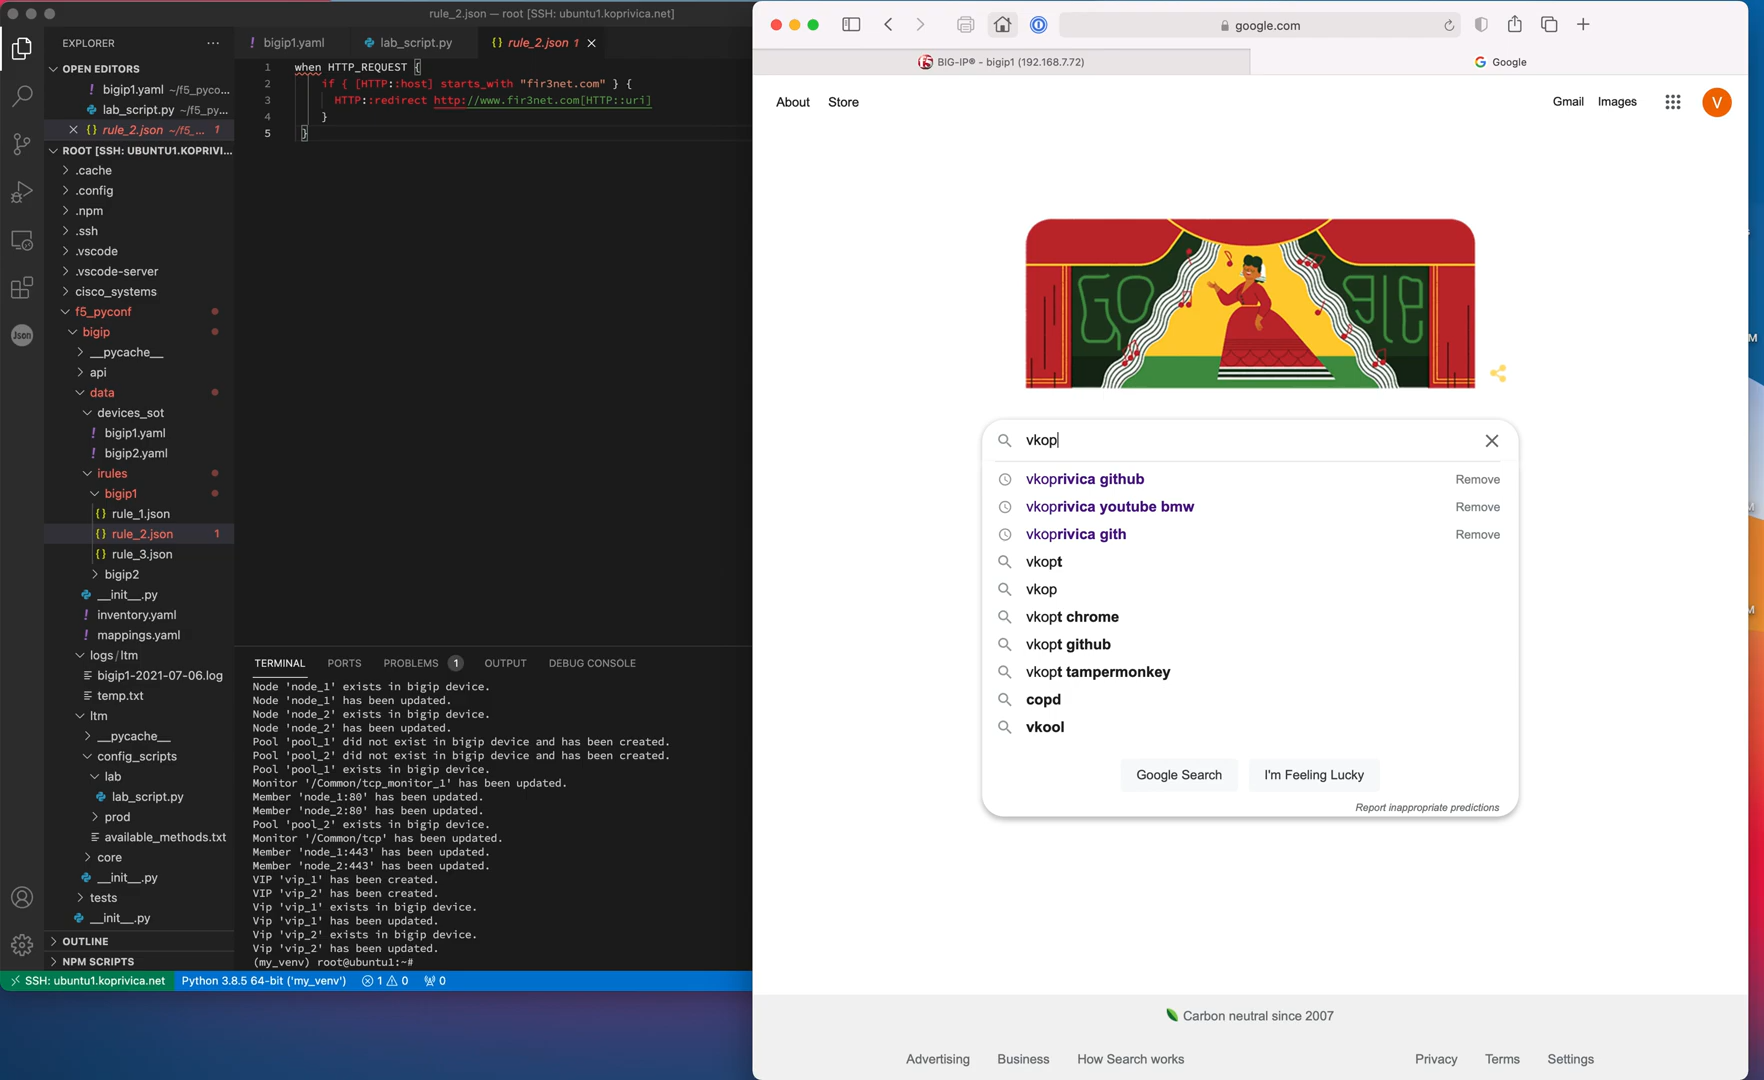 rule_2.json — root [SSH: ubuntu1.koprivica.net]
EXPLORER
OPEN EDITORS
! bigip1.yaml ~/f5_pyco...
lab_script.py ~/f5_py...
{} rule_2.json ~/f5_... 1
ROOT [SSH: UBUNTU1.KOPRIVI...
.cache
.config
.npm
.ssh
.vscode
.vscode-server
cisco_systems
f5_pyconf
bigip
__pycache__
api
data
devices_sot
! bigip1.yaml
! bigip2.yaml
irules
bigip1
{} rule_1.json
{} rule_2.json 1
{} rule_3.json
bigip2
__init__.py
! inventory.yaml
! mappings.yaml
logs/ltm
bigip1-2021-07-06.log
temp.txt
ltm
__pycache__
config_scripts
lab
lab_script.py
prod
available_methods.txt
core
__init__.py
tests
__init__.py
OUTLINE
NPM SCRIPTS
Json
! bigip1.yaml lab_script.py {} rule_2.json 1
1 when HTTP_REQUEST {
2 if { [HTTP::host] starts_with "fir3net.com" } {
3 HTTP::redirect http://www.fir3net.com[HTTP::uri]
4 }
5 }
TERMINAL PORTS PROBLEMS 1 OUTPUT DEBUG CONSOLE
Node 'node_1' exists in bigip device.
Node 'node_1' has been updated.
Node 'node_2' exists in bigip device.
Node 'node_2' has been updated.
Pool 'pool_1' did not exist in bigip device and has been created.
Pool 'pool_2' did not exist in bigip device and has been created.
Pool 'pool_1' exists in bigip device.
Monitor '/Common/tcp_monitor_1' has been updated.
Member 'node_1:80' has been updated.
Member 'node_2:80' has been updated.
Pool 'pool_2' exists in bigip device.
Monitor '/Common/tcp' has been updated.
Member 'node_1:443' has been updated.
Member 'node_2:443' has been updated.
VIP 'vip_1' has been created.
VIP 'vip_2' has been created.
Vip 'vip_1' exists in bigip device.
Vip 'vip_1' has been updated.
Vip 'vip_2' exists in bigip device.
Vip 'vip_2' has been updated.
(my_venv) root@ubuntu1:~#
SSH: ubuntu1.koprivica.net Python 3.8.5 64-bit ('my_venv') 1 0 0
google.com
BIG-IP® - bigip1 (192.168.7.72) Google
About Store Gmail Images V
vkop
vkoprivica github Remove
vkoprivica youtube bmw Remove
vkoprivica gith Remove
vkopt
vkop
vkopt chrome
vkopt github
vkopt tampermonkey
copd
vkool
Google Search I'm Feeling Lucky
Report inappropriate predictions
Carbon neutral since 2007
Advertising Business How Search works Privacy Terms Settings